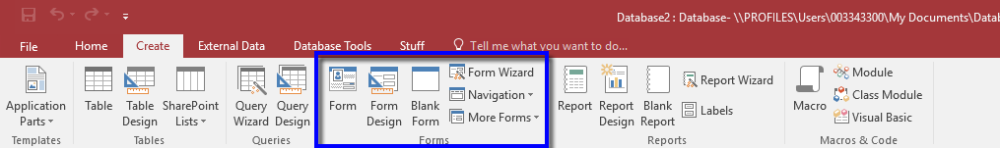 Database2 : Database- \\PROFILES\Users\003343300\My Documents\Datab
File Home Create External Data Database Tools Stuff Tell me what you want to do...
Application Parts
Table
Table Design
SharePoint Lists
Query Wizard
Query Design
Form
Form Design
Blank Form
Form Wizard
Navigation
More Forms
Report
Report Design
Blank Report
Report Wizard
Labels
Macro
Module
Class Module
Visual Basic
Templates Tables Queries Forms Reports Macros & Code